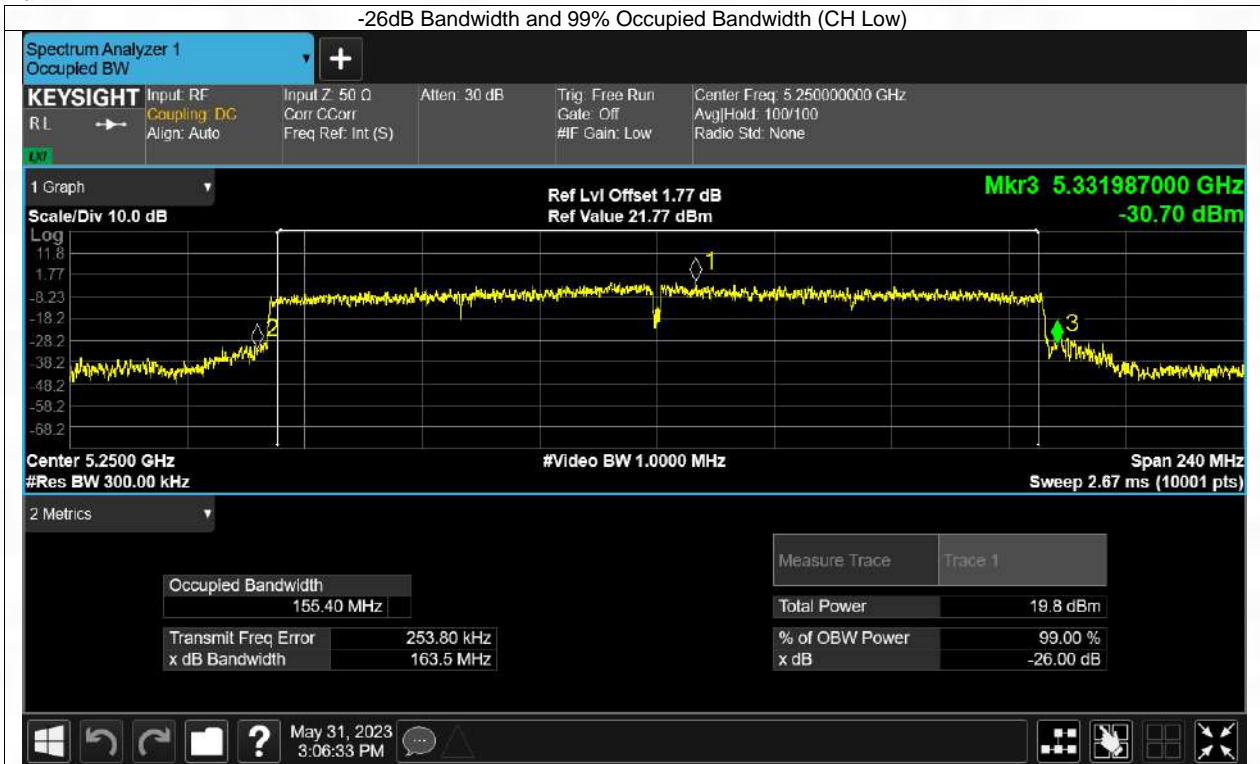 -26dB Bandwidth and 99% Occupied Bandwidth (CH Low)
Spectrum Analyzer 1
Occupied BW
+
KEYSIGHT Input: RF Input Z: 50 Ω Atten: 30 dB Trig: Free Run Center Freq: 5.250000000 GHz
RL Coupling: DC Corr CCorr Gate: Off Avg|Hold: 100/100
Align: Auto Freq Ref: Int (S) #IF Gain: Low Radio Std: None
LXI
1 Graph Ref Lvl Offset 1.77 dB Mkr3 5.331987000 GHz
Scale/Div 10.0 dB Ref Value 21.77 dBm -30.70 dBm
Log
11.8
1.77
-8.23
-18.2
-28.2
-38.2
-48.2
-58.2
-68.2
1
2
3
Center 5.2500 GHz #Video BW 1.0000 MHz Span 240 MHz
#Res BW 300.00 kHz Sweep 2.67 ms (10001 pts)
2 Metrics
Measure Trace Trace 1
Occupied Bandwidth
155.40 MHz Total Power 19.8 dBm
Transmit Freq Error 253.80 kHz % of OBW Power 99.00 %
x dB Bandwidth 163.5 MHz x dB -26.00 dB
? May 31, 2023
3:06:33 PM